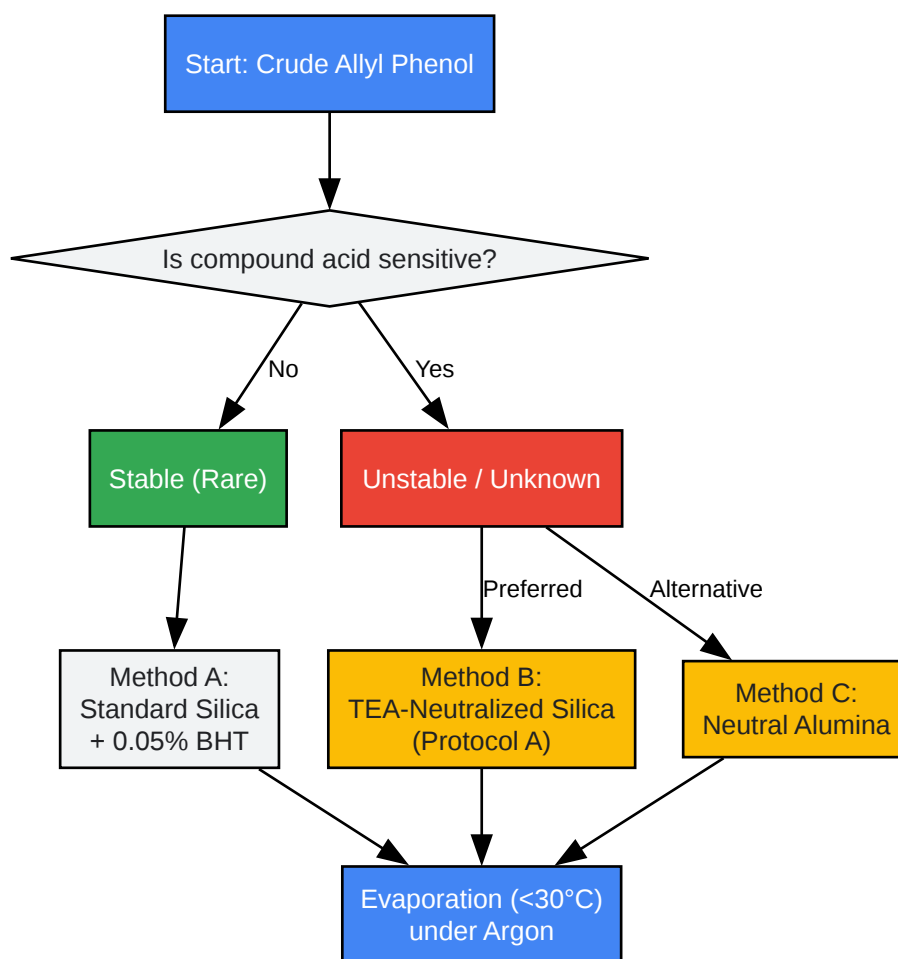 Start: Crude Allyl Phenol
Is compound acid sensitive?
No
Yes
Stable (Rare)
Unstable / Unknown
Preferred
Alternative
Method A:
Standard Silica
+ 0.05% BHT
Method B:
TEA-Neutralized Silica
(Protocol A)
Method C:
Neutral Alumina
Evaporation (<30°C)
under Argon